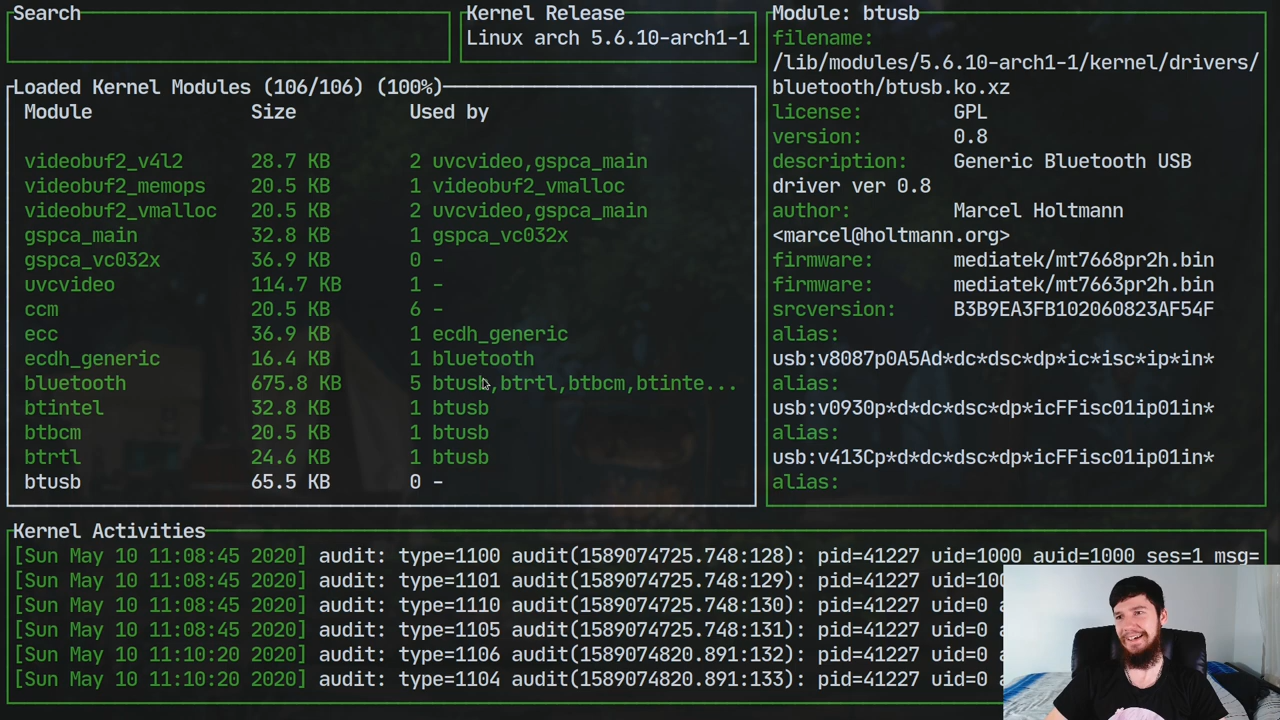 Search
Kernel Release
Linux arch 5.6.10-arch1-1
Loaded Kernel Modules (106/106) (100%)
Module Size Used by
videobuf2_v4l2 28.7 KB 2 uvcvideo,gspca_main
videobuf2_memops 20.5 KB 1 videobuf2_vmalloc
videobuf2_vmalloc 20.5 KB 2 uvcvideo,gspca_main
gspca_main 32.8 KB 1 gspca_vc032x
gspca_vc032x 36.9 KB 0 -
uvcvideo 114.7 KB 1 -
ccm 20.5 KB 6 -
ecc 36.9 KB 1 ecdh_generic
ecdh_generic 16.4 KB 1 bluetooth
bluetooth 675.8 KB 5 btusb,btrtl,btbcm,btinte...
btintel 32.8 KB 1 btusb
btbcm 20.5 KB 1 btusb
btrtl 24.6 KB 1 btusb
btusb 65.5 KB 0 -
Module: btusb
filename:
/lib/modules/5.6.10-arch1-1/kernel/drivers/
bluetooth/btusb.ko.xz
license: GPL
version: 0.8
description: Generic Bluetooth USB
driver ver 0.8
author: Marcel Holtmann
<marcel@holtmann.org>
firmware: mediatek/mt7668pr2h.bin
firmware: mediatek/mt7663pr2h.bin
srcversion: B3B9EA3FB102060823AF54F
alias:
usb:v8087p0A5Ad*dc*dsc*dp*ic*isc*ip*in*
alias:
usb:v0930p*d*dc*dsc*dp*icFFisc01ip01in*
alias:
usb:v413Cp*d*dc*dsc*dp*icFFisc01ip01in*
alias:
Kernel Activities
[Sun May 10 11:08:45 2020] audit: type=1100 audit(1589074725.748:128): pid=41227 uid=1000 auid=1000 ses=1 msg=
[Sun May 10 11:08:45 2020] audit: type=1101 audit(1589074725.748:129): pid=41227 uid=100
[Sun May 10 11:08:45 2020] audit: type=1110 audit(1589074725.748:130): pid=41227 uid=0 a
[Sun May 10 11:08:45 2020] audit: type=1105 audit(1589074725.748:131): pid=41227 uid=0 a
[Sun May 10 11:10:20 2020] audit: type=1106 audit(1589074820.891:132): pid=41227 uid=0 a
[Sun May 10 11:10:20 2020] audit: type=1104 audit(1589074820.891:133): pid=41227 uid=0 a